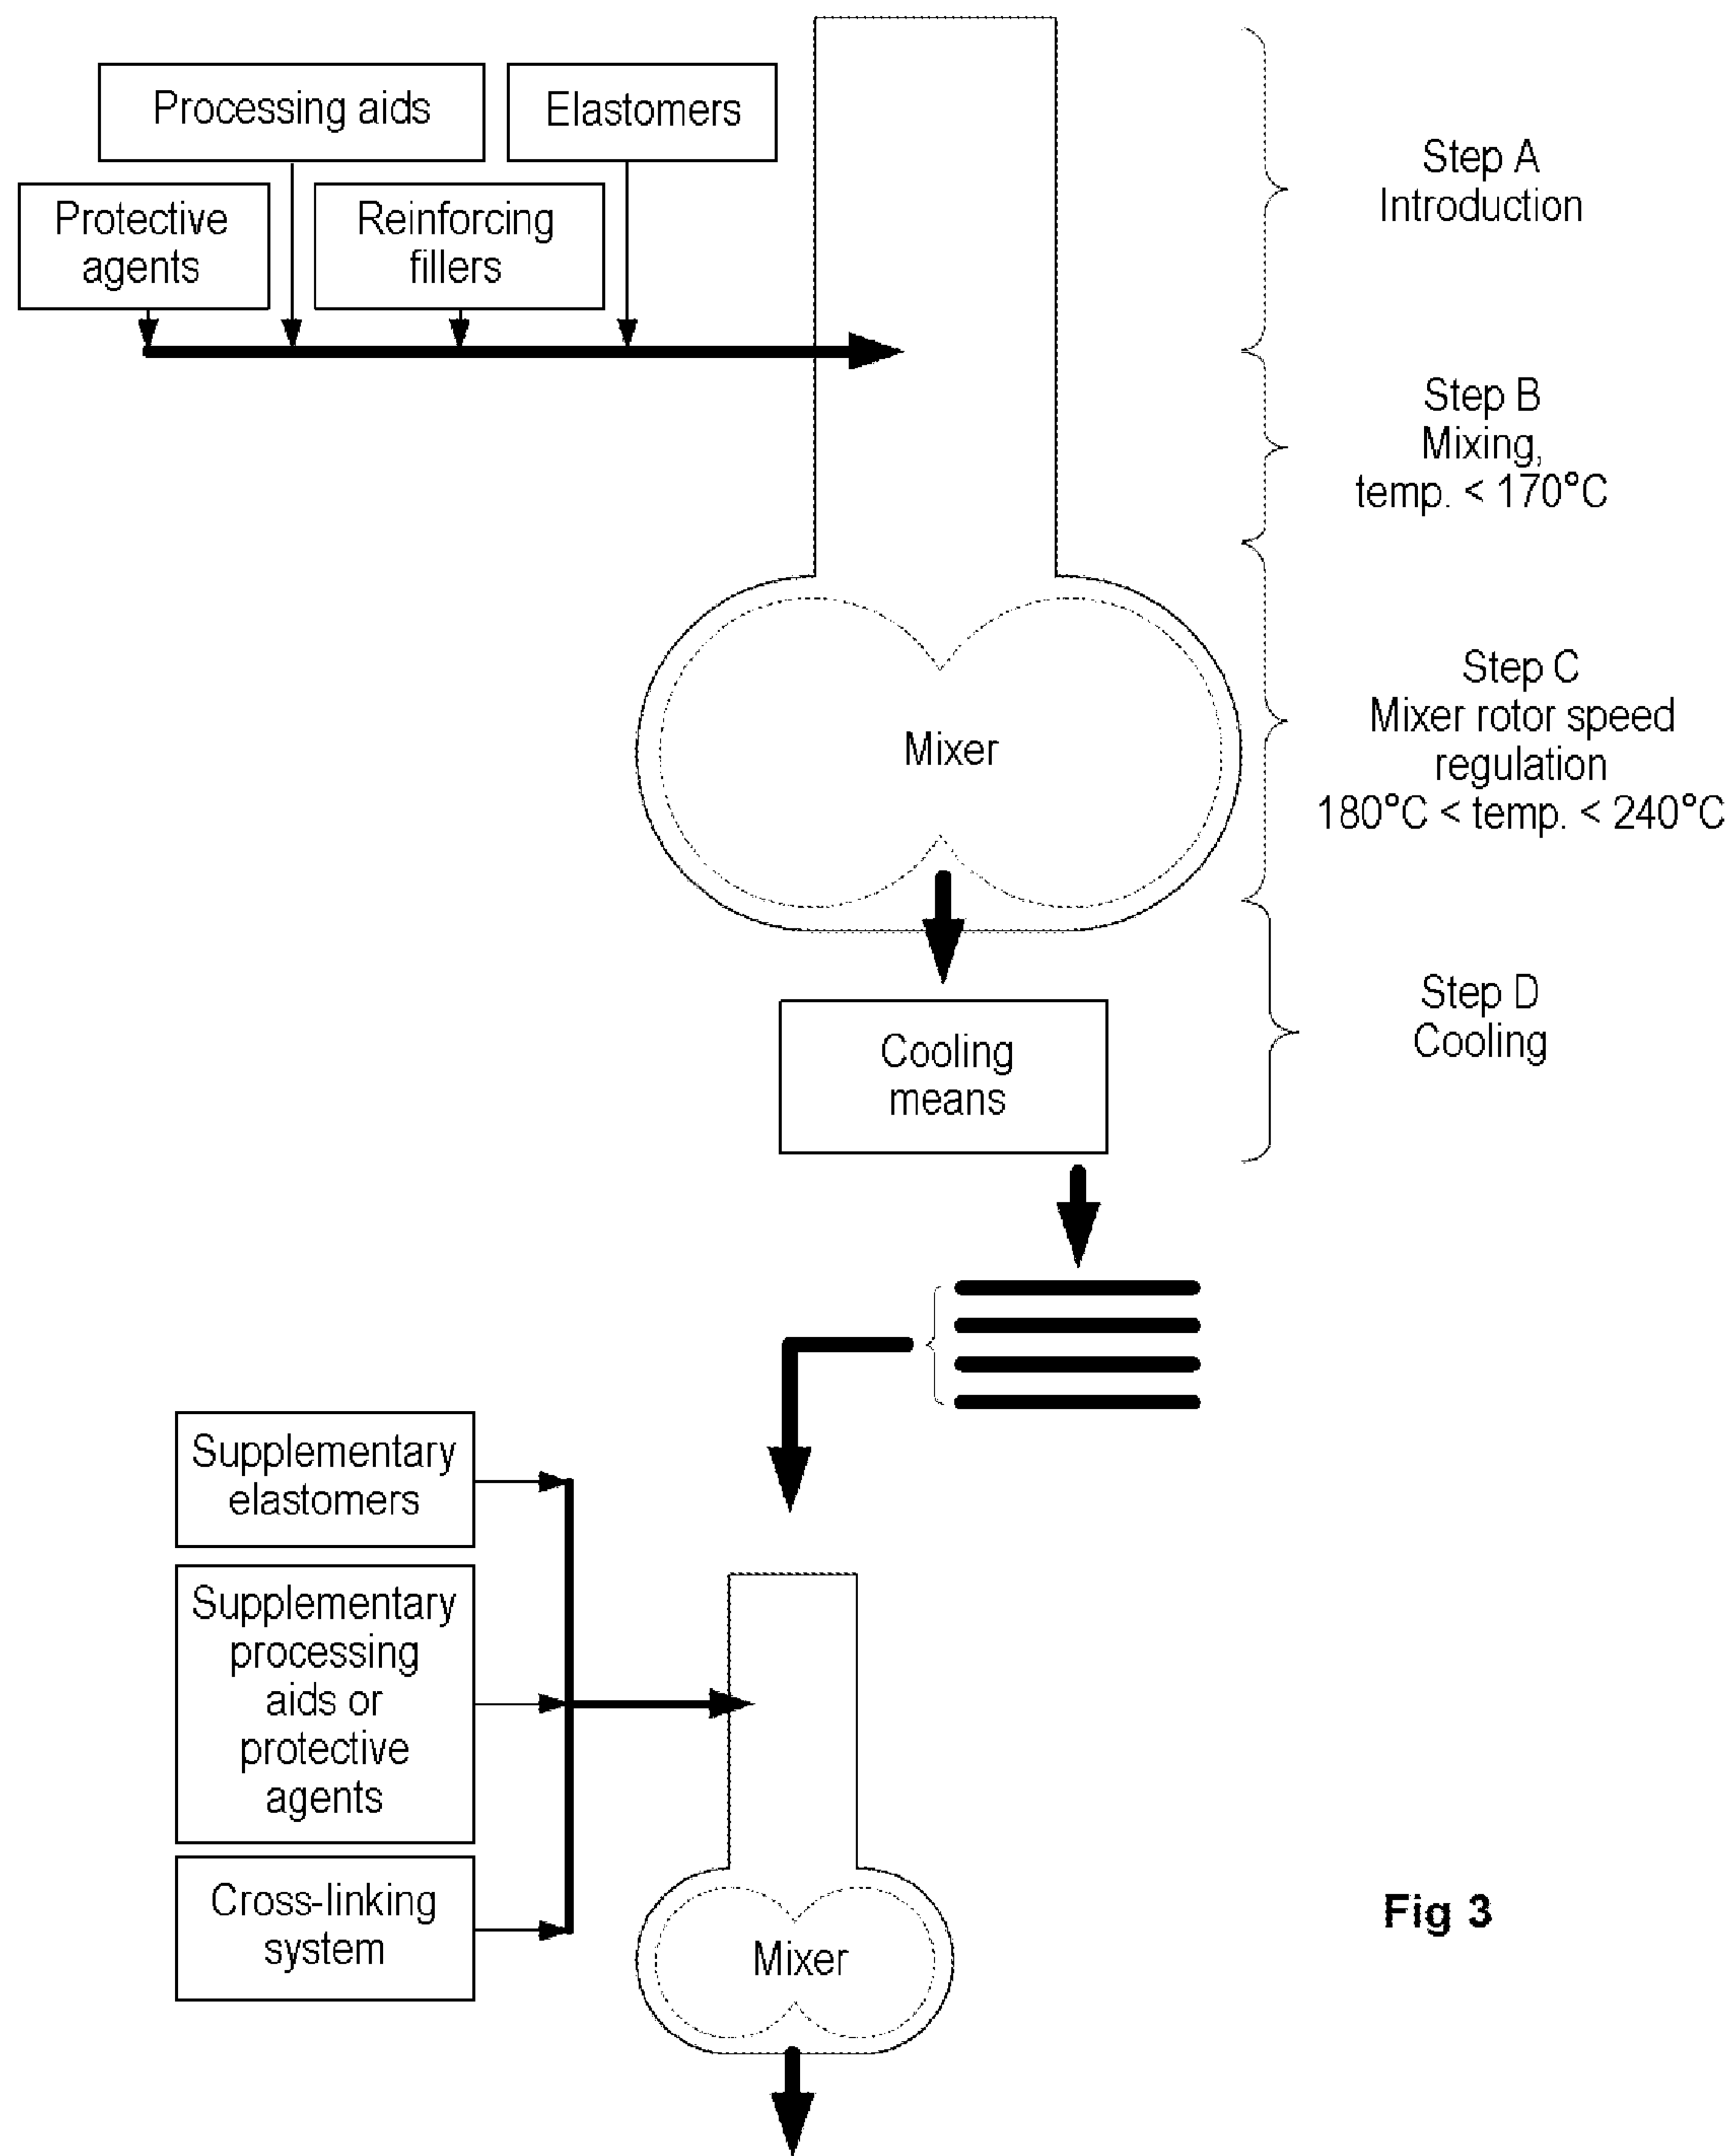 Processing aids
Elastomers
Protective
agents
Reinforcing
fillers
Step A
Introduction
Step B
Mixing,
temp. < 170°C
Step C
Mixer rotor speed
regulation
180°C < temp. < 240°C
Mixer
Step D
Cooling
Cooling
means
Supplementary
elastomers
Supplementary
processing
aids or
protective
agents
Cross-linking
system
Mixer
Fig 3